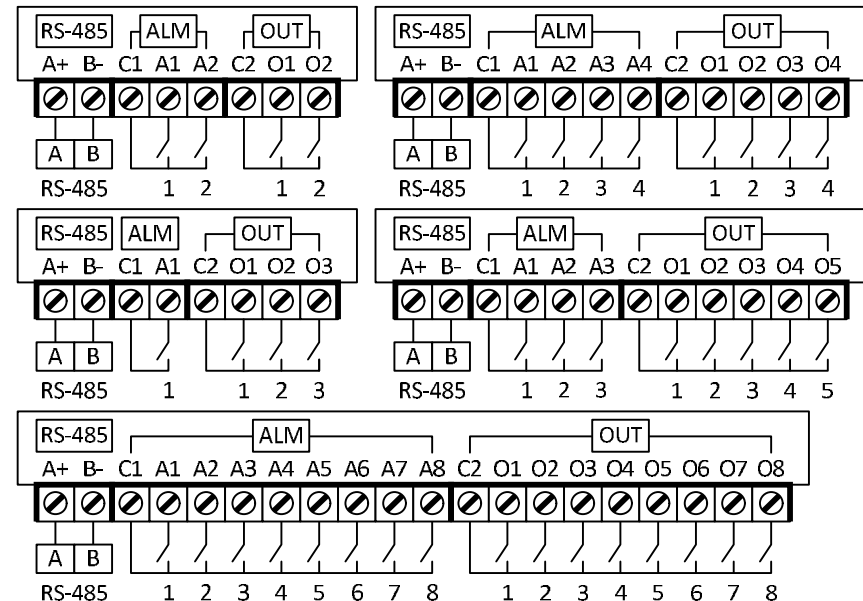 RS-485 ALM OUT
A+ B- C1 A1 A2 C2 O1 O2
A B
RS-485 1 2 1 2
RS-485 ALM OUT
A+ B- C1 A1 A2 A3 A4 C2 O1 O2 O3 O4
A B
RS-485 1 2 3 4 1 2 3 4
RS-485 ALM OUT
A+ B- C1 A1 C2 O1 O2 O3
A B
RS-485 1 1 2 3
RS-485 ALM OUT
A+ B- C1 A1 A2 A3 C2 O1 O2 O3 O4 O5
A B
RS-485 1 2 3 1 2 3 4 5
RS-485 ALM OUT
A+ B- C1 A1 A2 A3 A4 A5 A6 A7 A8 C2 O1 O2 O3 O4 O5 O6 O7 O8
A B
RS-485 1 2 3 4 5 6 7 8 1 2 3 4 5 6 7 8